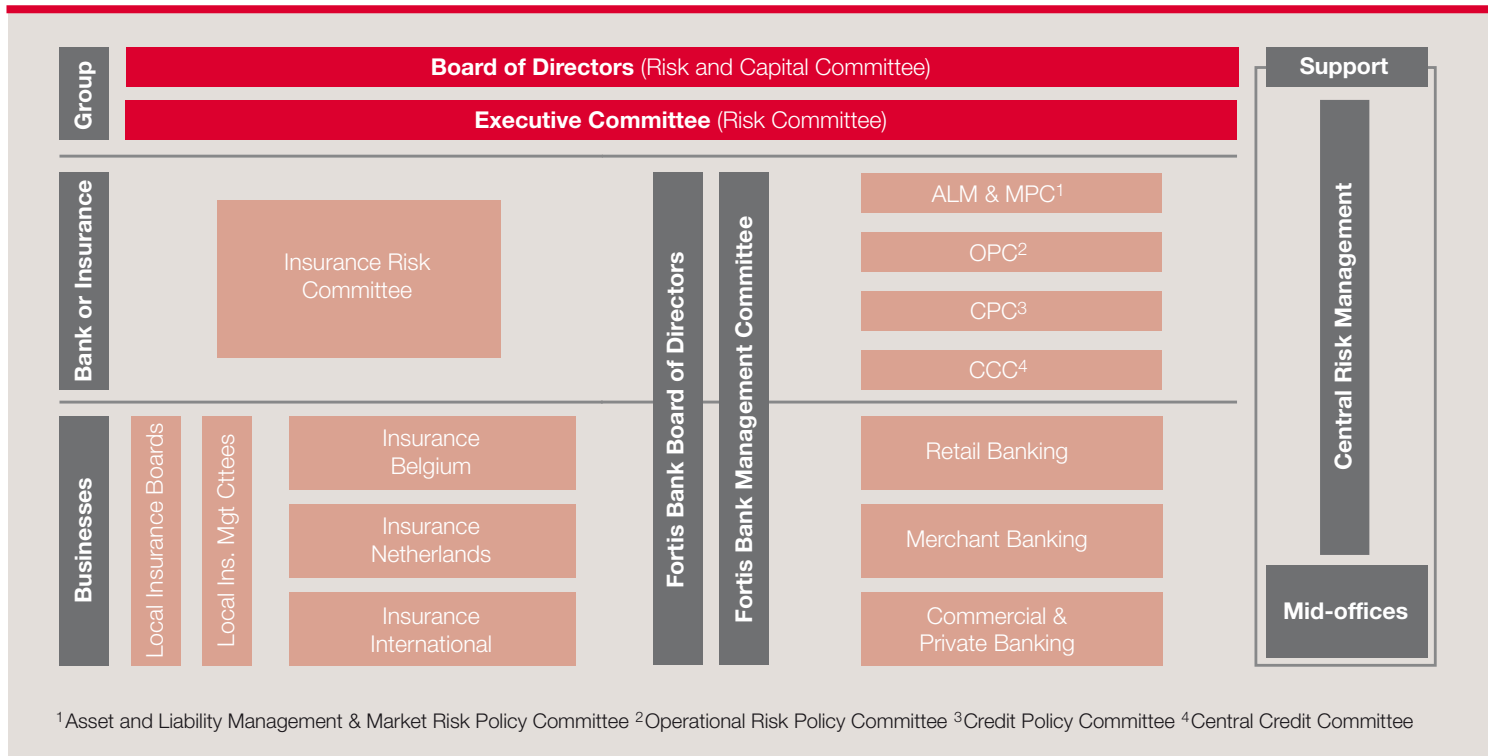 Group
Board of Directors (Risk and Capital Committee)
Executive Committee (Risk Committee)
Support
Bank or Insurance
Insurance Risk
Committee
Fortis Bank Board of Directors
Fortis Bank Management Committee
ALM & MPC¹
OPC²
CPC³
CCC⁴
Central Risk Management
Businesses
Local Insurance Boards
Local Ins. Mgt Cttees
Insurance
Belgium
Insurance
Netherlands
Insurance
International
Retail Banking
Merchant Banking
Commercial &
Private Banking
Mid-offices
¹Asset and Liability Management & Market Risk Policy Committee ²Operational Risk Policy Committee ³Credit Policy Committee ⁴Central Credit Committee